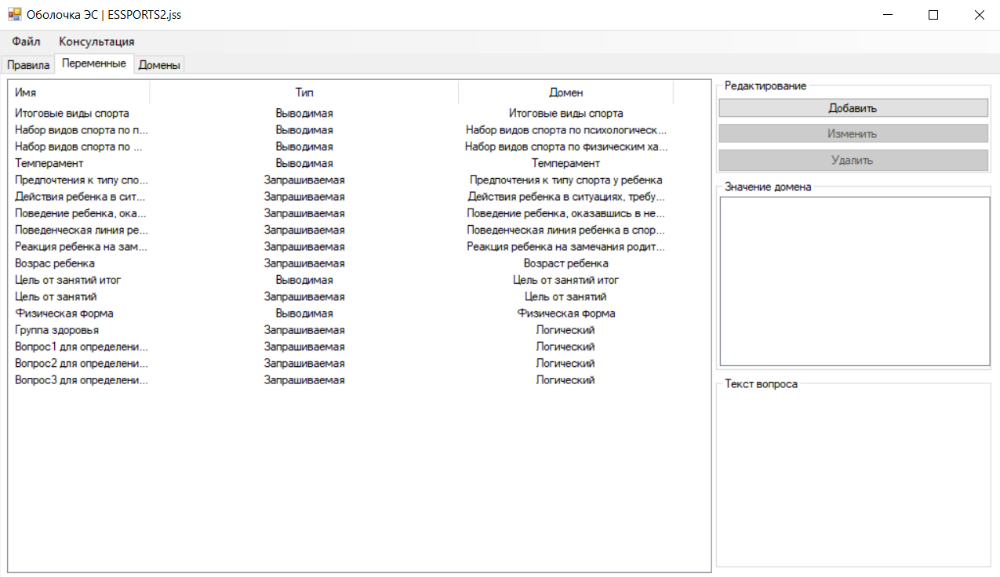 Оболочка ЭС | ESSPORTS2.jss
Файл Консультация
Правила Переменные Домены
Имя Тип Домен
Итоговые виды спорта Выводимая Итоговые виды спорта
Набор видов спорта по п... Выводимая Набор видов спорта по психологическ...
Набор видов спорта по ... Выводимая Набор видов спорта по физическим ха...
Темперамент Выводимая Темперамент
Предпочтения к типу спо... Запрашиваемая Предпочтения к типу спорта у ребенка
Действия ребенка в сит... Запрашиваемая Действия ребенка в ситуациях, требу...
Поведение ребенка, ока... Запрашиваемая Поведение ребенка, оказавшись в не...
Поведенческая линия ре... Запрашиваемая Поведенческая линия ребенка в спор...
Реакция ребенка на зам... Запрашиваемая Реакция ребенка на замечания родит...
Возрас ребенка Запрашиваемая Возраст ребенка
Цель от занятий итог Выводимая Цель от занятий итог
Цель от занятий Запрашиваемая Цель от занятий
Физическая форма Выводимая Физическая форма
Группа здоровья Запрашиваемая Логический
Вопрос1 для определени... Запрашиваемая Логический
Вопрос2 для определени... Запрашиваемая Логический
Вопрос3 для определени... Запрашиваемая Логический
Редактирование
Добавить
Изменить
Удалить
Значение домена
Текст вопроса